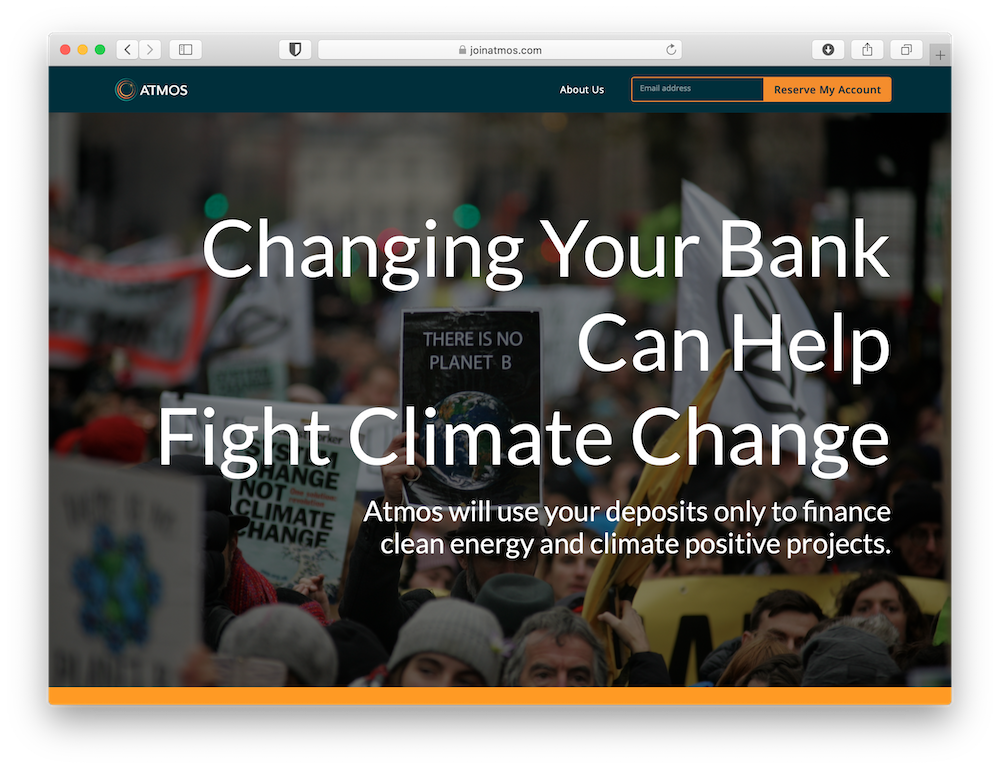 joinatmos.com
ATMOS
About Us
Email address
Reserve My Account
Changing Your Bank
Can Help
Fight Climate Change
Atmos will use your deposits only to finance
clean energy and climate positive projects.
THERE IS NO
PLANET B
CHANGE
NOT
CLIMATE
CHANGE